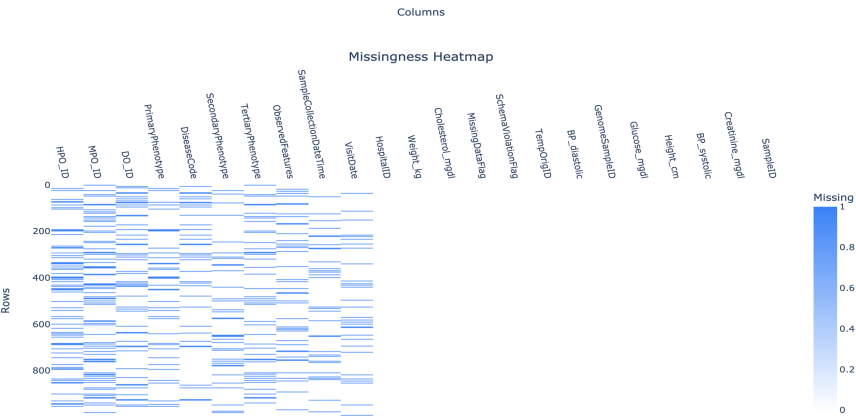 Columns
Missingness Heatmap
HPO_ID
MPO_ID
DO_ID
PrimaryPhenotype
DiseaseCode
SecondaryPhenotype
TertiaryPhenotype
ObservedFeatures
SampleCollectionDateTime
VisitDate
HospitalID
Weight_kg
Cholesterol_mgdl
MissingDataFlag
SchemaViolationFlag
TempOrigID
BP_diastolic
GenomeSampleID
Glucose_mgdl
Height_cm
BP_systolic
Creatinine_mgdl
SampleID
0
200
400
600
800
Rows
Missing
1
0.8
0.6
0.4
0.2
0